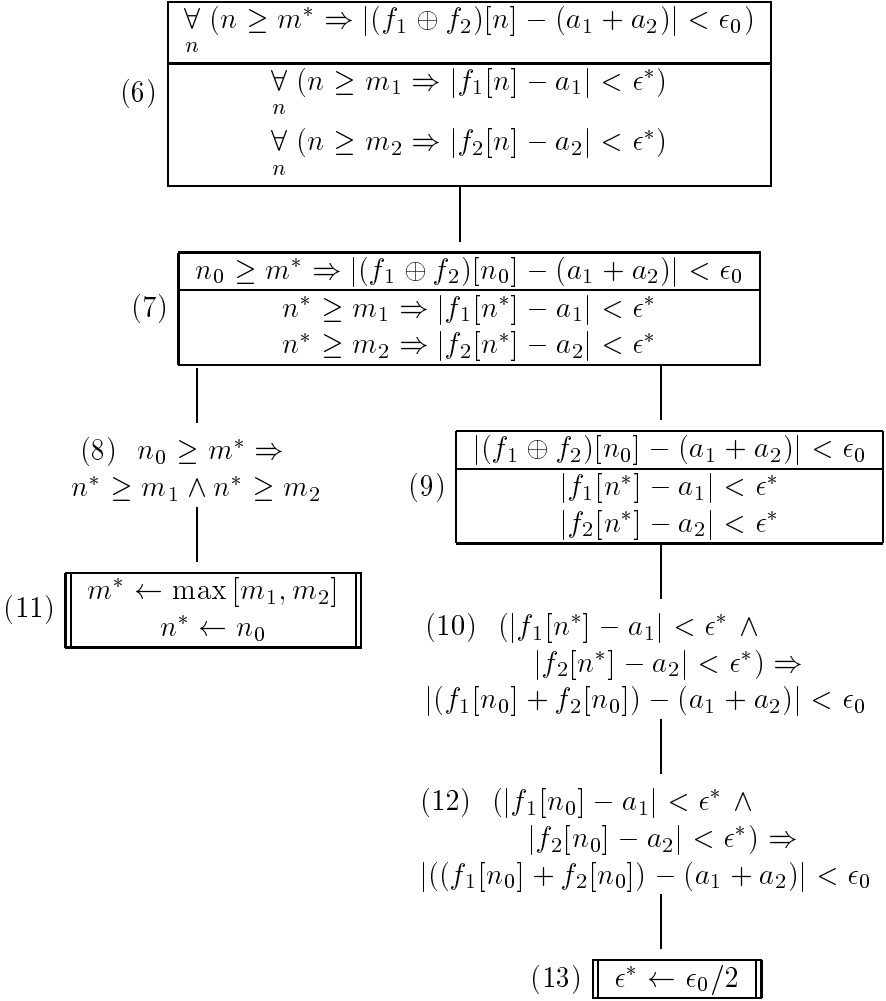 ∀ (n ≥ m* ⇒ |(f₁ ⊕ f₂)[n] − (a₁ + a₂)| < ϵ₀)
n
(6)
∀ (n ≥ m₁ ⇒ |f₁[n] − a₁| < ϵ*)
n
∀ (n ≥ m₂ ⇒ |f₂[n] − a₂| < ϵ*)
n
n₀ ≥ m* ⇒ |(f₁ ⊕ f₂)[n₀] − (a₁ + a₂)| < ϵ₀
(7) n* ≥ m₁ ⇒ |f₁[n*] − a₁| < ϵ*
n* ≥ m₂ ⇒ |f₂[n*] − a₂| < ϵ*
(8) n₀ ≥ m* ⇒
n* ≥ m₁ ∧ n* ≥ m₂
|(f₁ ⊕ f₂)[n₀] − (a₁ + a₂)| < ϵ₀
(9) |f₁[n*] − a₁| < ϵ*
|f₂[n*] − a₂| < ϵ*
(11) m* ← max [m₁, m₂]
n* ← n₀
(10) (|f₁[n*] − a₁| < ϵ* ∧
|f₂[n*] − a₂| < ϵ*) ⇒
|(f₁[n₀] + f₂[n₀]) − (a₁ + a₂)| < ϵ₀
(12) (|f₁[n₀] − a₁| < ϵ* ∧
|f₂[n₀] − a₂| < ϵ*) ⇒
|((f₁[n₀] + f₂[n₀]) − (a₁ + a₂)| < ϵ₀
(13) ϵ* ← ϵ₀/2